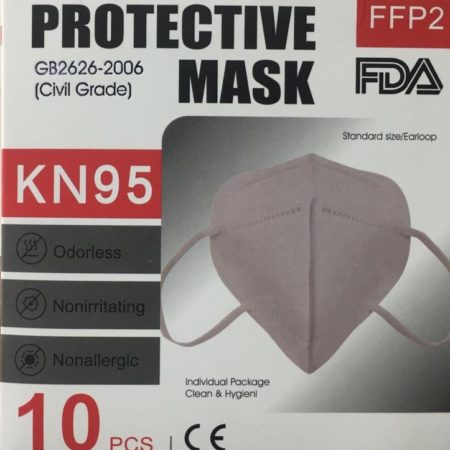 PROTECTIVE
MASK
FFP2
GB2626-2006
(Civil Grade)
FDA
Standard size/Earloop
KN95
Odorless
Nonirritating
Nonallergic
Individual Package
Clean & Hygieni
10 PCS
CE